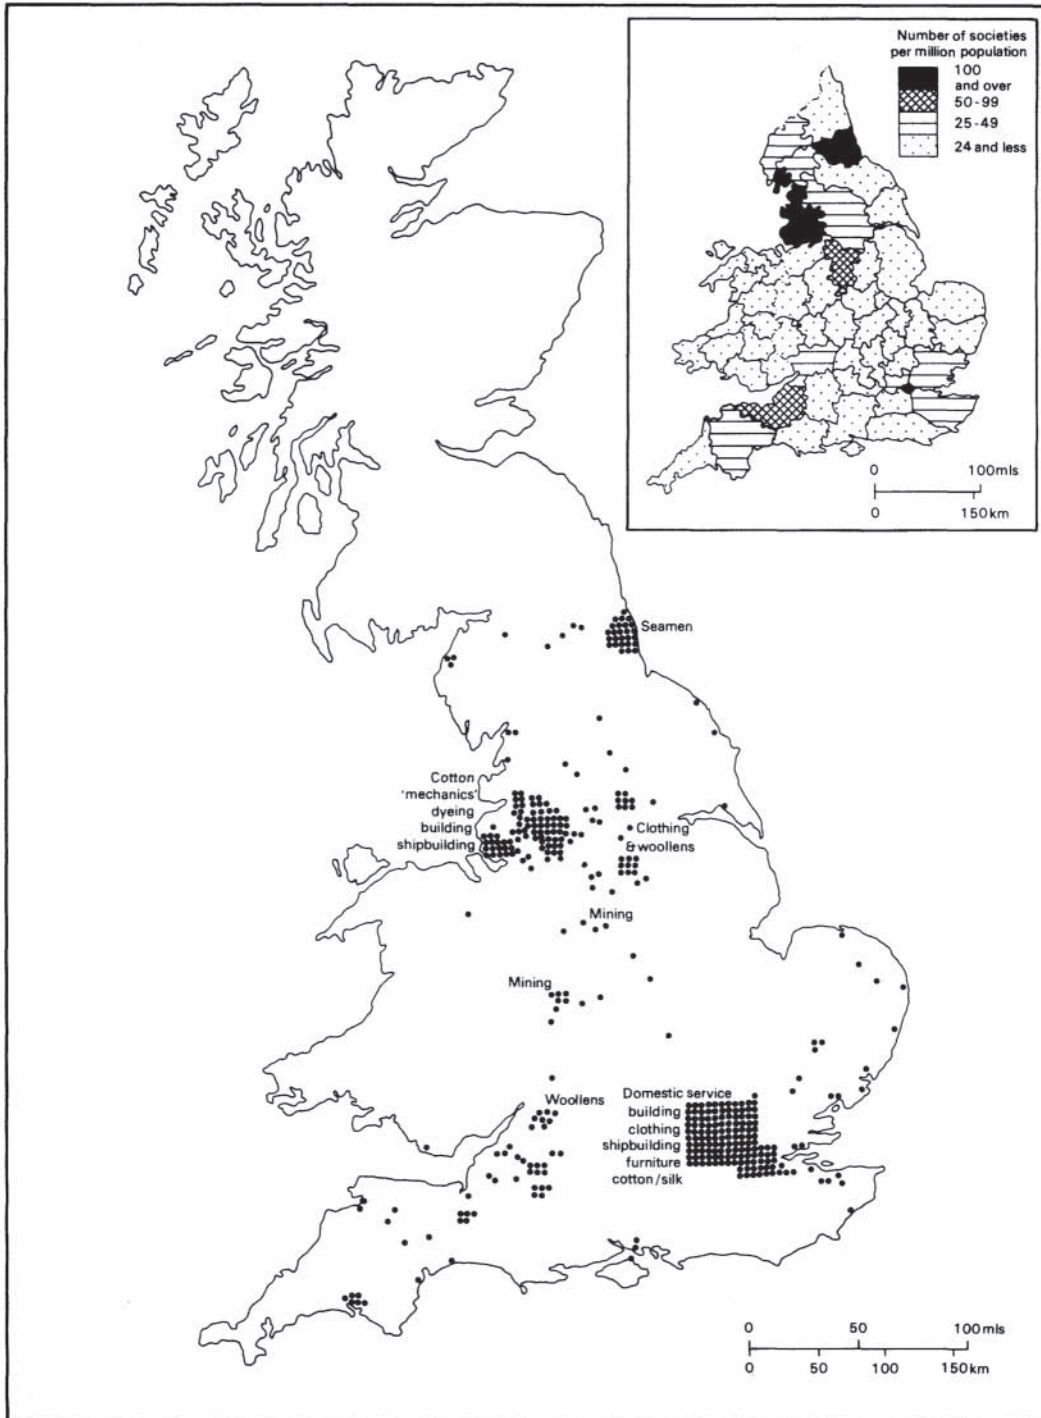 Number of societies
per million population
100
and over
50-99
25-49
24 and less
0 100mls
0 150km
Seamen
Cotton
'mechanics'
dyeing
building
shipbuilding
Clothing
& woollens
Mining
Mining
Woollens
Domestic service
building
clothing
shipbuilding
furniture
cotton/silk
0 50 100mls
0 50 100 150km